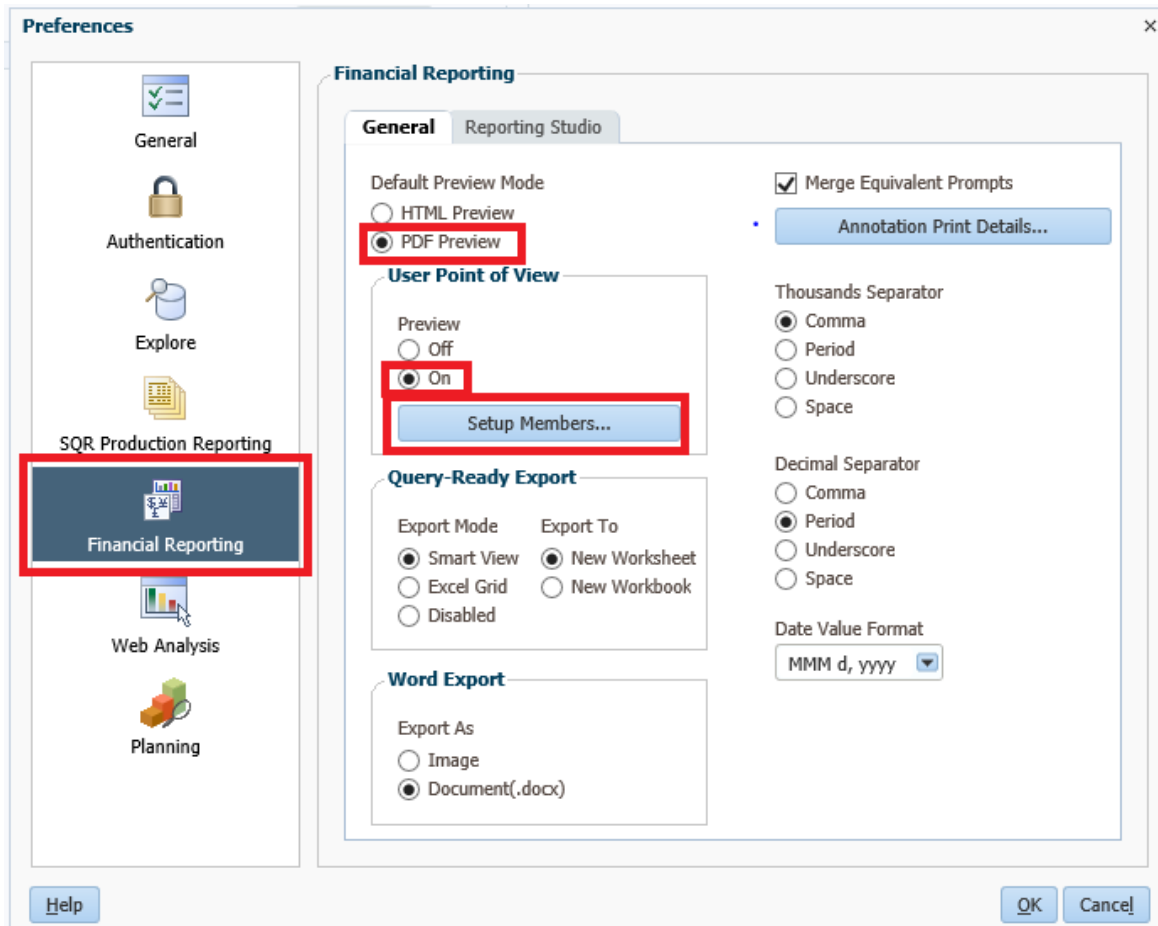 Preferences
General
Authentication
Explore
SQR Production Reporting
Financial Reporting
Web Analysis
Planning
Financial Reporting
General
Reporting Studio
Default Preview Mode
HTML Preview
PDF Preview
User Point of View
Preview
Off
On
Setup Members...
Query-Ready Export
Export Mode
Smart View
Excel Grid
Disabled
Export To
New Worksheet
New Workbook
Word Export
Export As
Image
Document(.docx)
Merge Equivalent Prompts
Annotation Print Details...
Thousands Separator
Comma
Period
Underscore
Space
Decimal Separator
Comma
Period
Underscore
Space
Date Value Format
MMM d, yyyy
Help
OK
Cancel